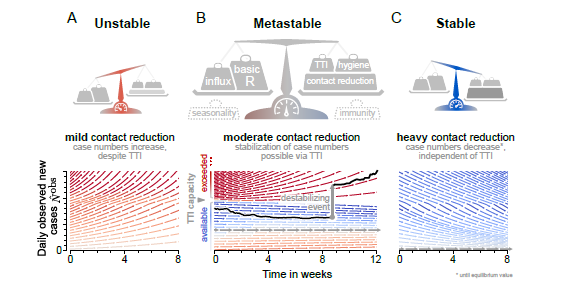 A Unstable
B Metastable
C Stable
influx
basic
R
TTI
hygiene
contact reduction
seasonality
immunity
mild contact reduction
case numbers increase,
despite TTI
moderate contact reduction
stabilization of case numbers
possible via TTI
heavy contact reduction
case numbers decrease*,
independent of TTI
Daily observed new
cases N̂obs
0
TTI capacity
exceeded
available
destabilizing
event
0 4 8
0 4 8 12
0 4 8
Time in weeks
* until equilibrium value